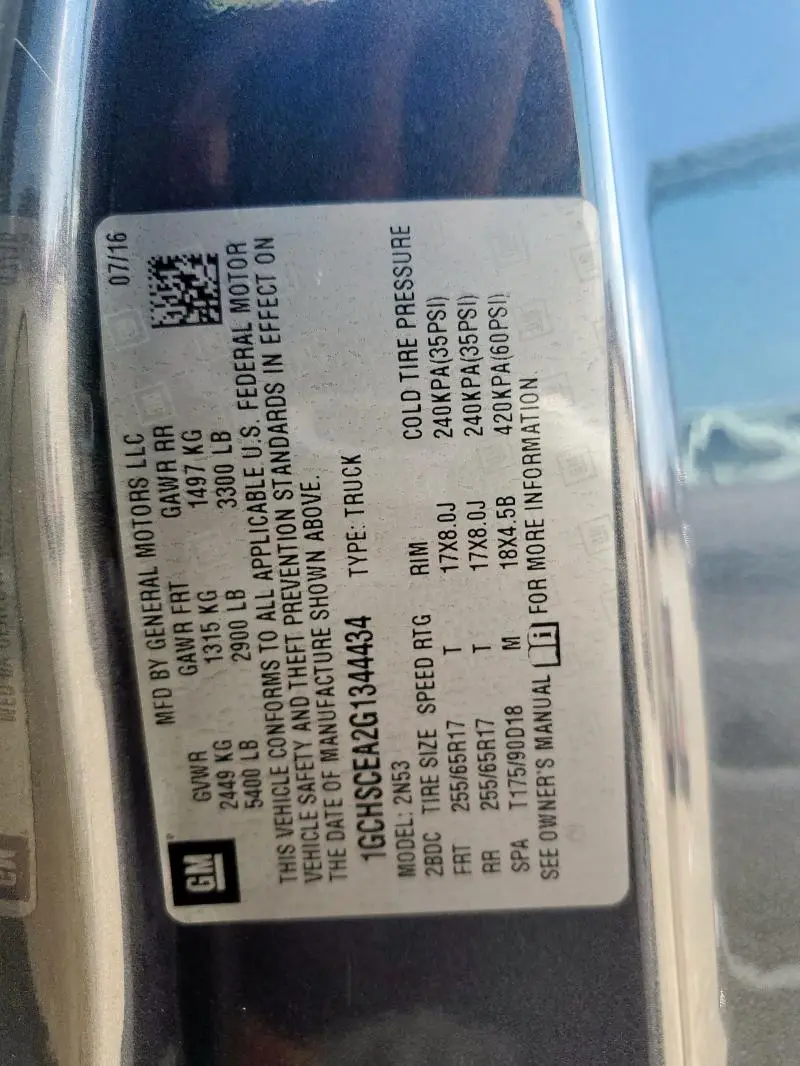 07/16
MFD BY GENERAL MOTORS LLC
GVWR GAWR FRT GAWR RR
2449 KG 1315 KG 1497 KG
5400 LB 2900 LB 3300 LB
THIS VEHICLE CONFORMS TO ALL APPLICABLE U.S. FEDERAL MOTOR
VEHICLE SAFETY AND THEFT PREVENTION STANDARDS IN EFFECT ON
THE DATE OF MANUFACTURE SHOWN ABOVE.
1GCHSCEA2G1344434 TYPE: TRUCK
MODEL: 2N53
2BDC TIRE SIZE SPEED RTG RIM COLD TIRE PRESSURE
FRT 255/65R17 T 17X8.0J 240KPA(35PSI)
RR 255/65R17 T 17X8.0J 240KPA(35PSI)
SPA T175/90D18 M 18X4.5B 420KPA(60PSI)
SEE OWNER'S MANUAL FOR MORE INFORMATION.
GM